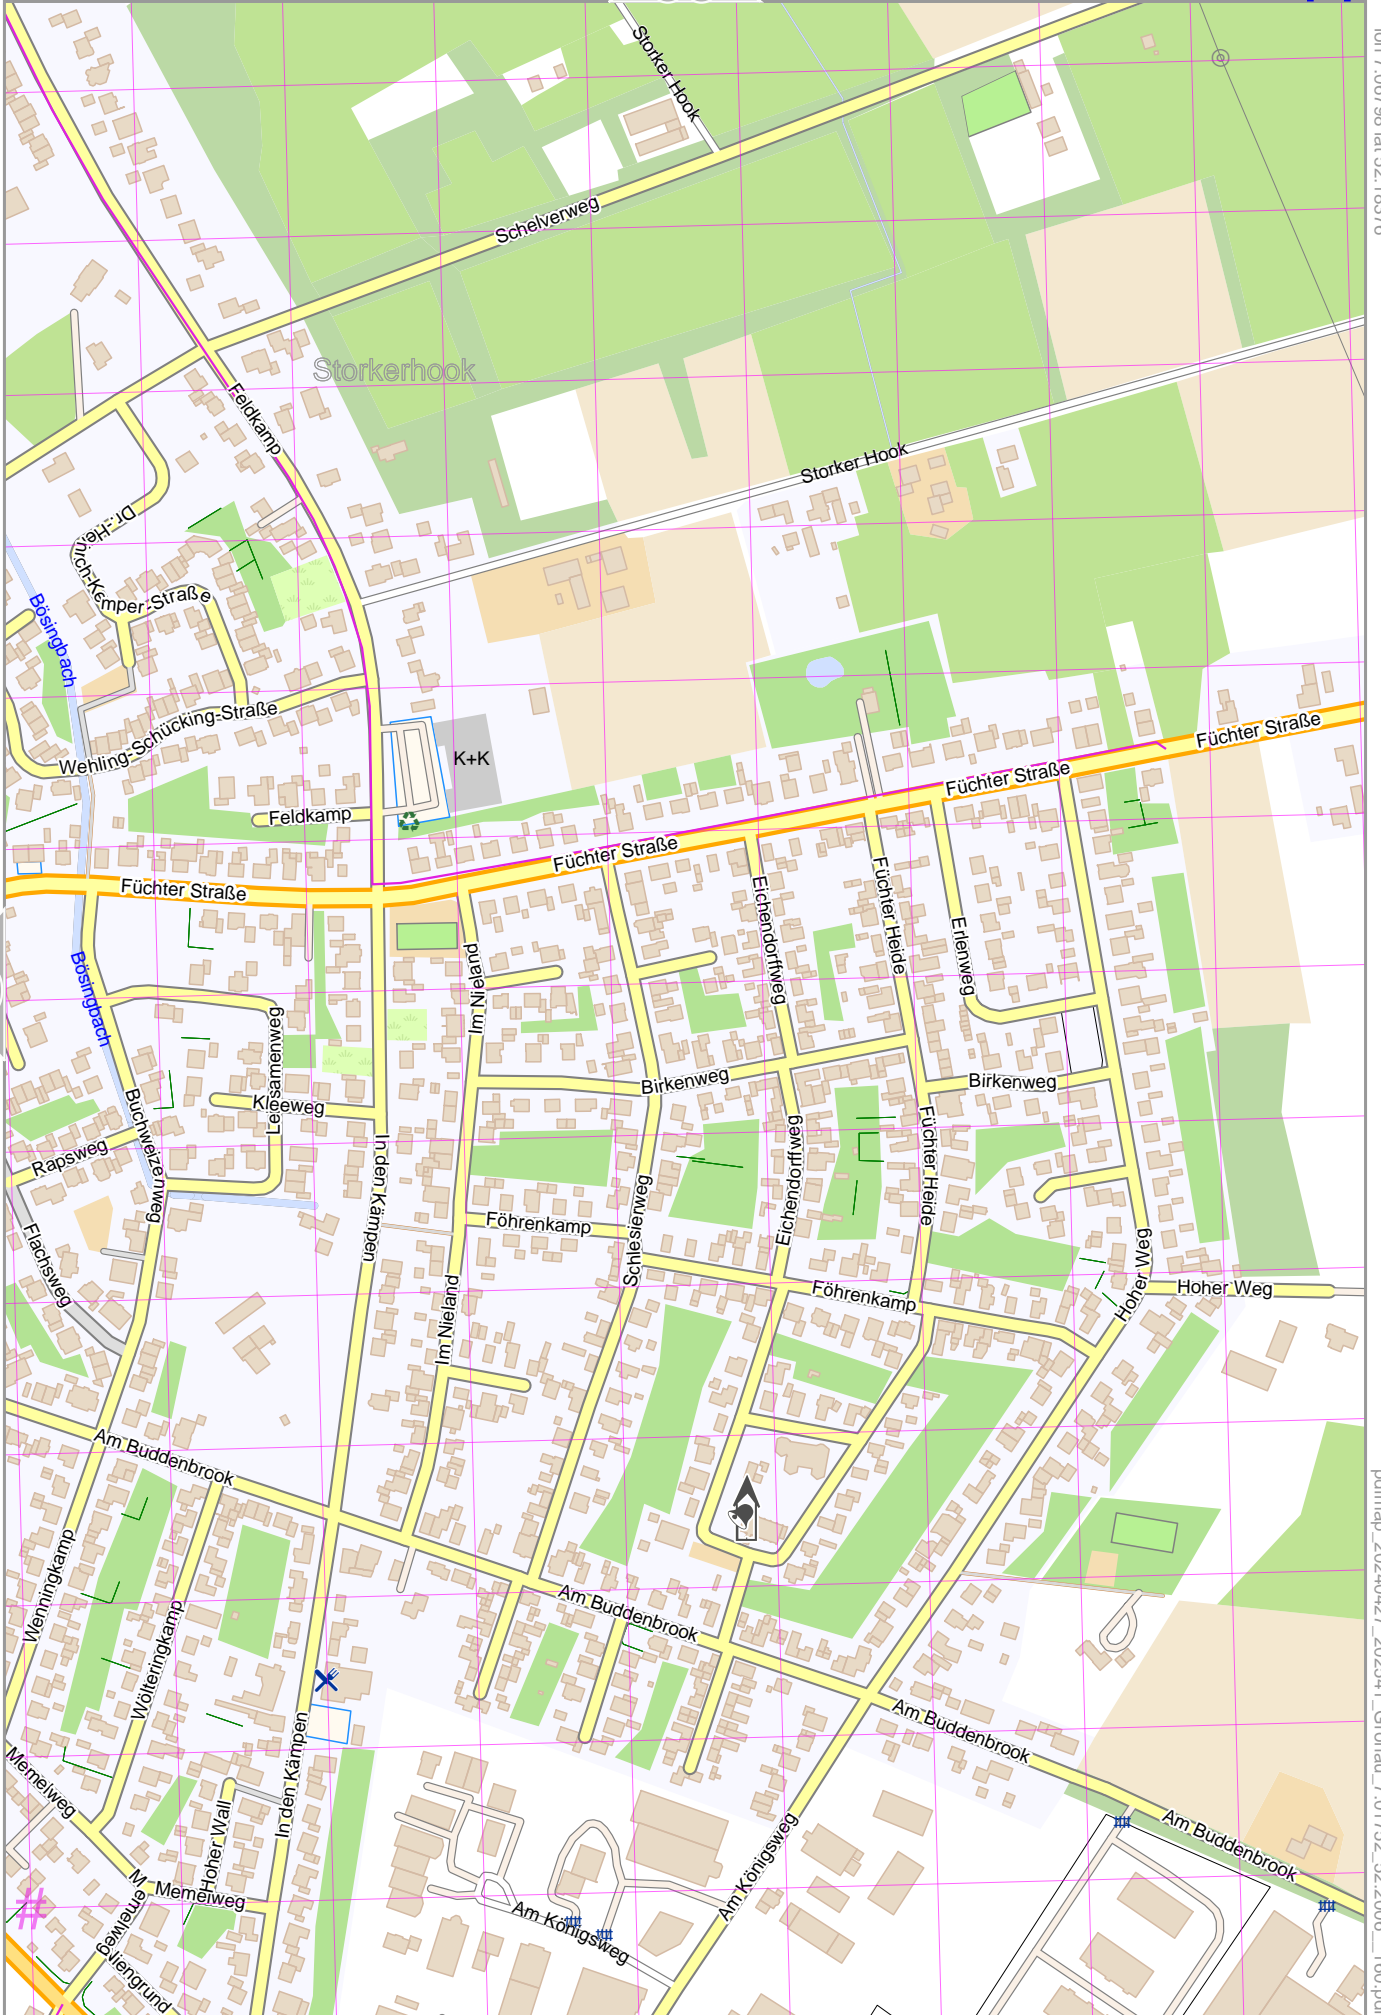 Storker Hook
Schelverweg
Storkerhook
Feldkamp
Storker Hook
Dr.-Heinrich-Kemper-Straße
Bösingbach
Wehling-Schücking-Straße
Füchter Straße
K+K
Füchter Straße
Feldkamp
Füchter Straße
Füchter Straße
Eichendorffweg
Füchter Heide
Erlenweg
Im Nieland
Bösingbach
Leinsamenweg
Birkenweg
Birkenweg
Kleeweg
Buchweizenweg
Rapsweg
In den Kämpen
Eichendorffweg
Füchter Heide
Schlesierweg
Föhrenkamp
Flachsweg
Hoher Weg
Hoher Weg
Föhrenkamp
Im Nieland
Am Buddenbrook
Wenningkamp
Wölteringkamp
Am Buddenbrook
Am Buddenbrook
In den Kämpen
Memelweg
Hoher Wall
Am Königsweg
Am Buddenbrook
Memelweg
Memelweg
Am Königsweg
#